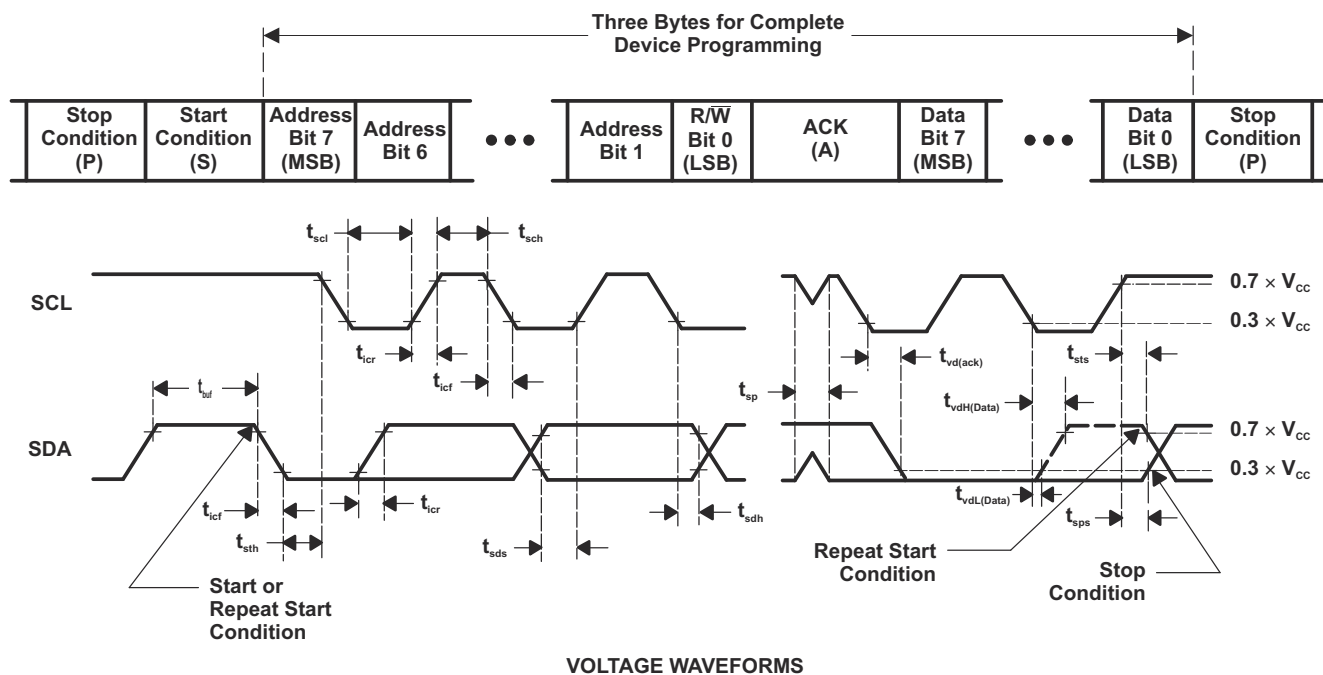 Three Bytes for Complete
Device Programming
Stop
Condition
(P)
Start
Condition
(S)
Address
Bit 7
(MSB)
Address
Bit 6
•••
Address
Bit 1
R/W̅
Bit 0
(LSB)
ACK
(A)
Data
Bit 7
(MSB)
•••
Data
Bit 0
(LSB)
Stop
Condition
(P)
tscl
tsch
SCL
0.7 × VCC
0.3 × VCC
ticr
ticf
tvd(ack)
tsts
tbuf
tsp
tvdH(Data)
SDA
0.7 × VCC
0.3 × VCC
ticf
ticr
tsdh
tvdL(Data)
tsth
tsds
tsps
Start or
Repeat Start
Condition
Repeat Start
Condition
Stop
Condition
VOLTAGE WAVEFORMS